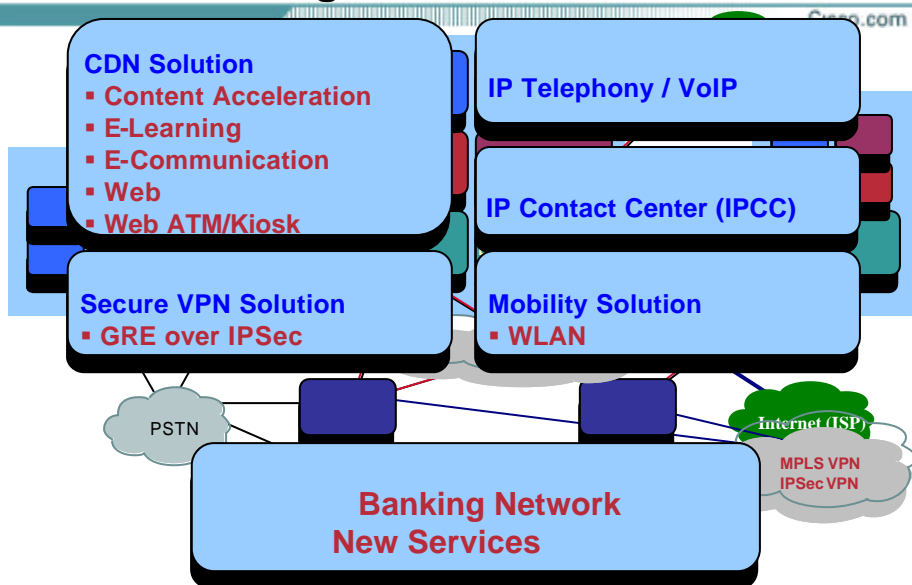 Cisco.com
CDN Solution
▪ Content Acceleration
▪ E-Learning
▪ E-Communication
▪ Web
▪ Web ATM/Kiosk
IP Telephony / VoIP
IP Contact Center (IPCC)
Secure VPN Solution
▪ GRE over IPSec
Mobility Solution
▪ WLAN
PSTN
Internet (ISP)
MPLS VPN
IPSec VPN
Banking Network
New Services